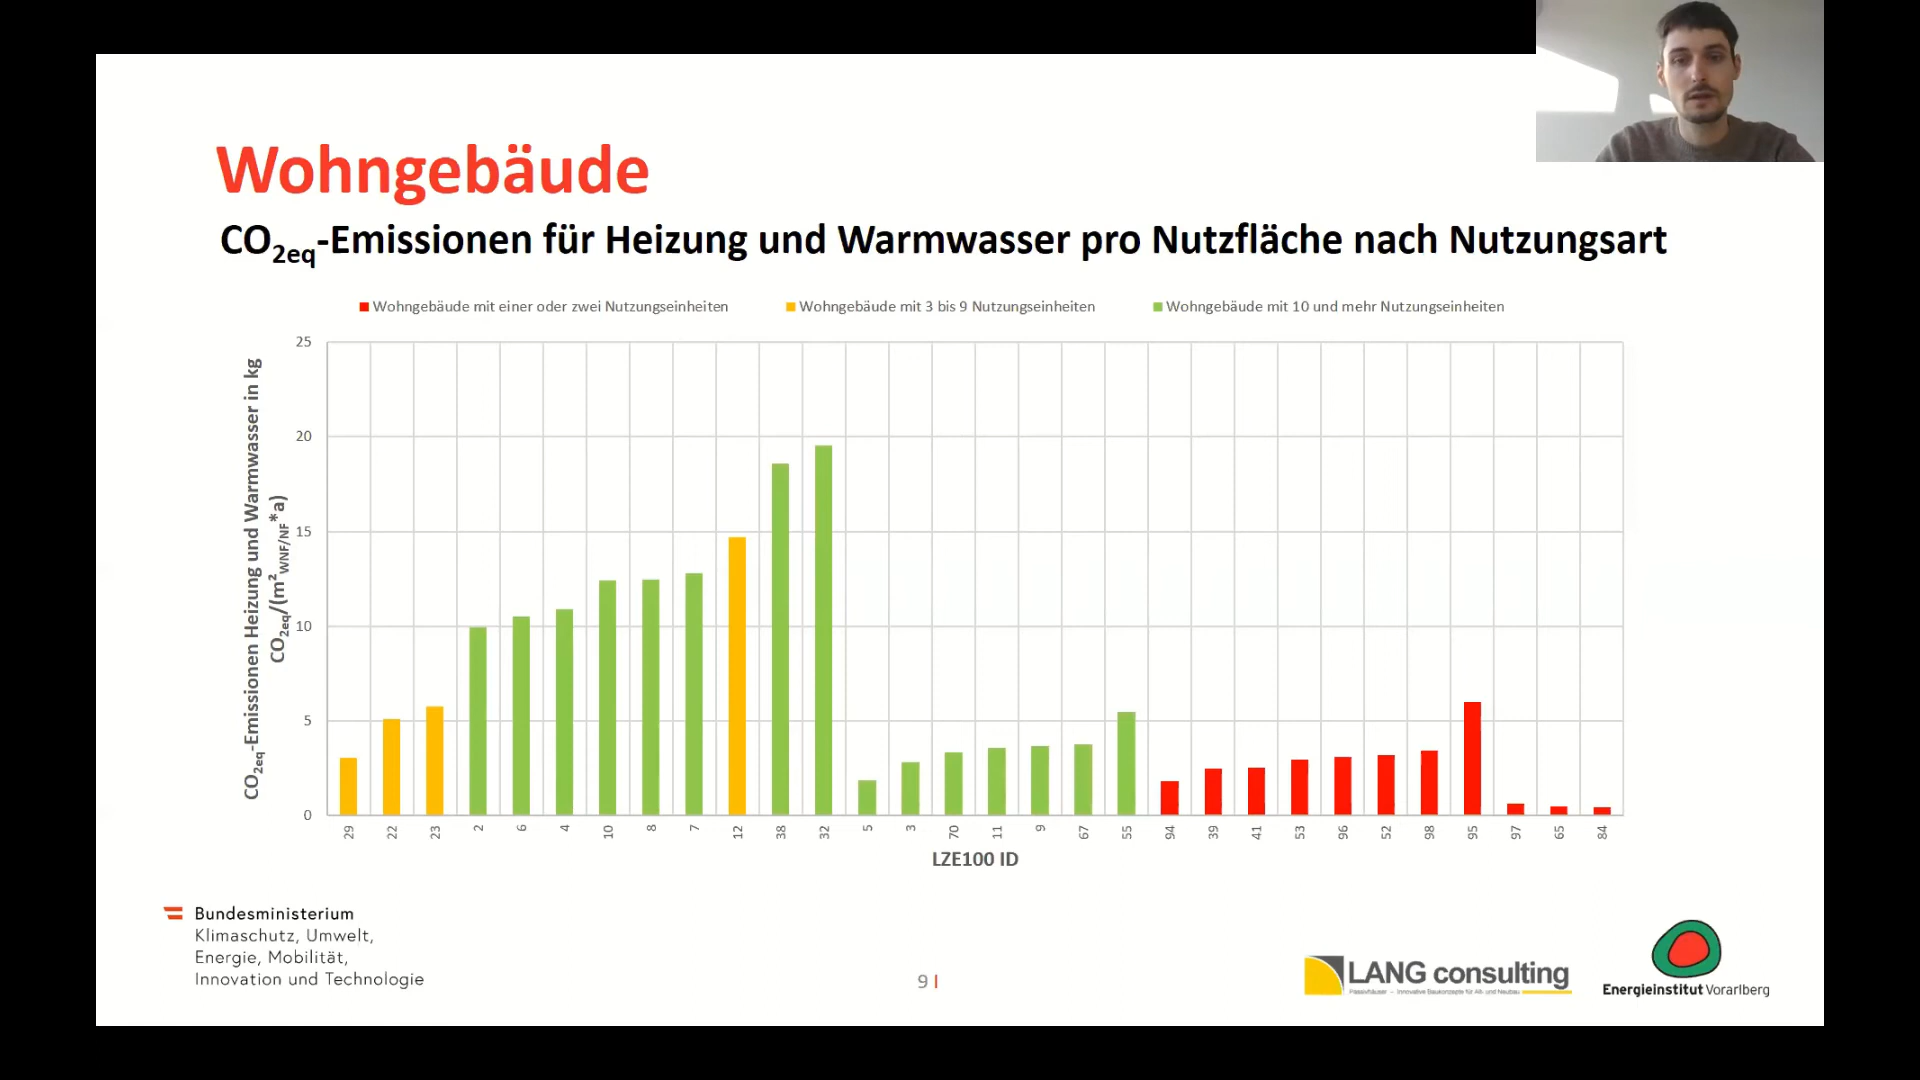 Wohngebäude
CO2eq-Emissionen für Heizung und Warmwasser pro Nutzfläche nach Nutzungsart
Wohngebäude mit einer oder zwei Nutzungseinheiten
Wohngebäude mit 3 bis 9 Nutzungseinheiten
Wohngebäude mit 10 und mehr Nutzungseinheiten
CO2eq-Emissionen Heizung und Warmwasser in kg
CO2eq/(m²WNF/NF*a)
25
20
15
10
5
0
29 22 23 2 6 4 10 8 7 12 38 32 5 3 70 11 9 67 55 94 39 41 53 96 52 98 95 97 65 84
LZE100 ID
Bundesministerium
Klimaschutz, Umwelt,
Energie, Mobilität,
Innovation und Technologie
9 I
LANG consulting
Passivhäuser – Innovative Baukonzepte für Alt- und Neubau
Energieinstitut Vorarlberg